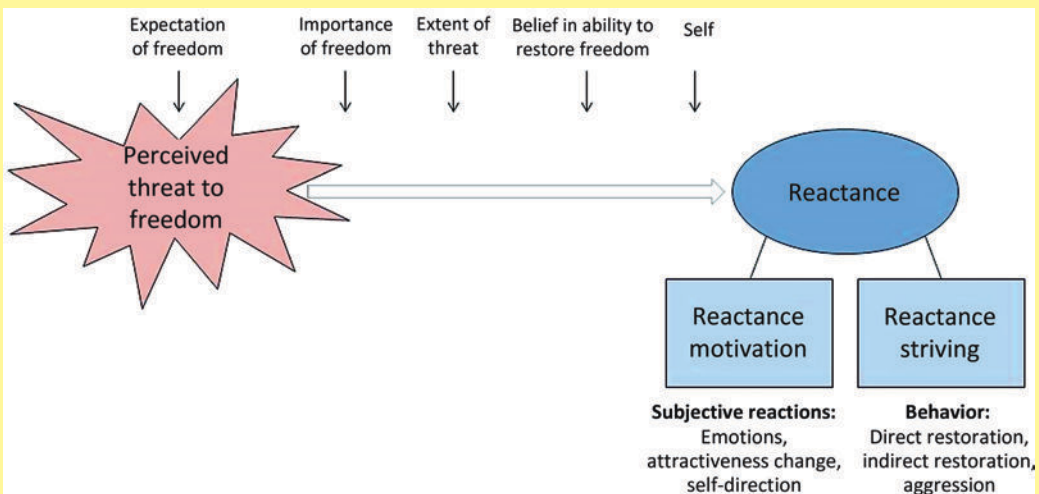 Expectation
of freedom
Importance
of freedom
Extent of
threat
Belief in ability to
restore freedom
Self
Perceived
threat to
freedom
Reactance
Reactance
motivation
Reactance
striving
Subjective reactions:
Emotions,
attractiveness change,
self-direction
Behavior:
Direct restoration,
indirect restoration,
aggression